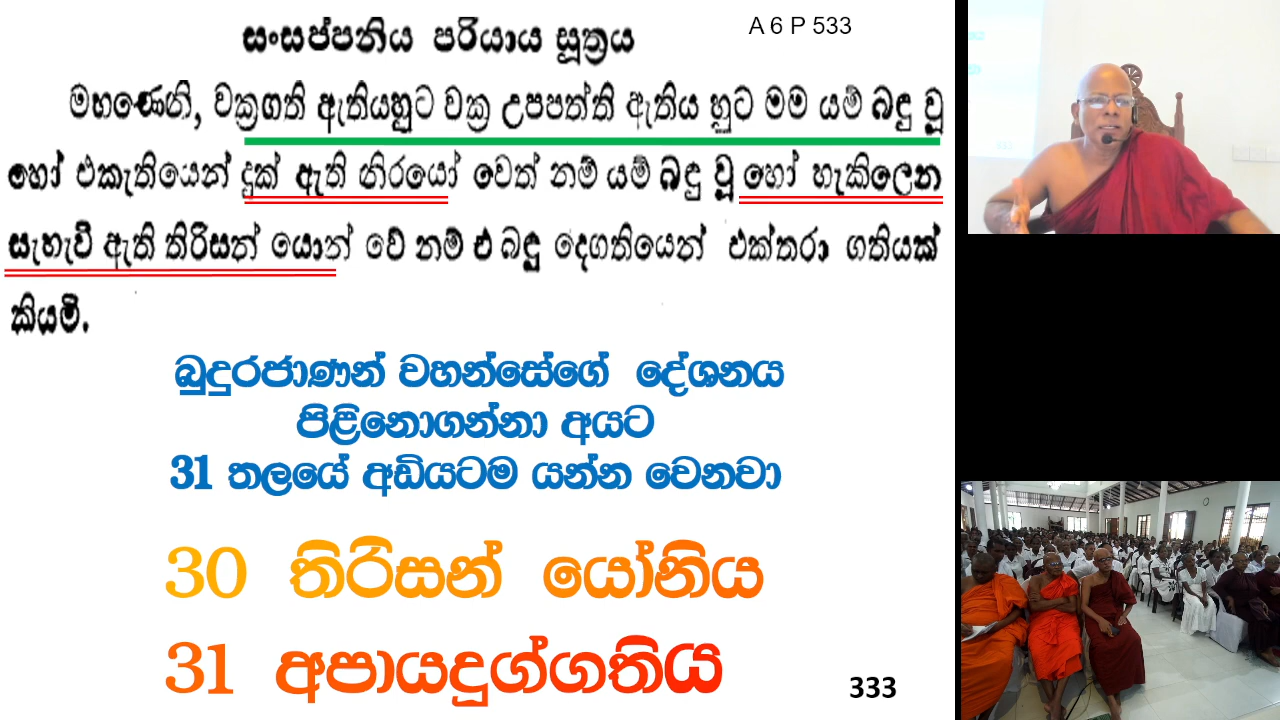 සංසප්පනීය පරියාය සූත්‍රය
A 6 P 533
මහණෙනි, වක්‍රගති ඇතියහුට වක්‍ර උපපත්ති ඇතිය හුට මම යම් බඳු වූ
හෝ එකැතියෙන් දුක් ඇති නිරයෝ වෙත් නම් යම් බඳු වූ හෝ හැකිලෙන
සැහැවි ඇති තිරිසන් යොන් වේ නම් එ බඳු දෙගතියෙන් එක්තරා ගතියක්
කියමි.
බුදුරජාණන් වහන්සේගේ දේශනය
පිළිනොගන්නා අයට
31 තලයේ අඩියටම යන්න වෙනවා
30 තිරිසන් යෝනිය
31 අපායදුග්ගතිය
333